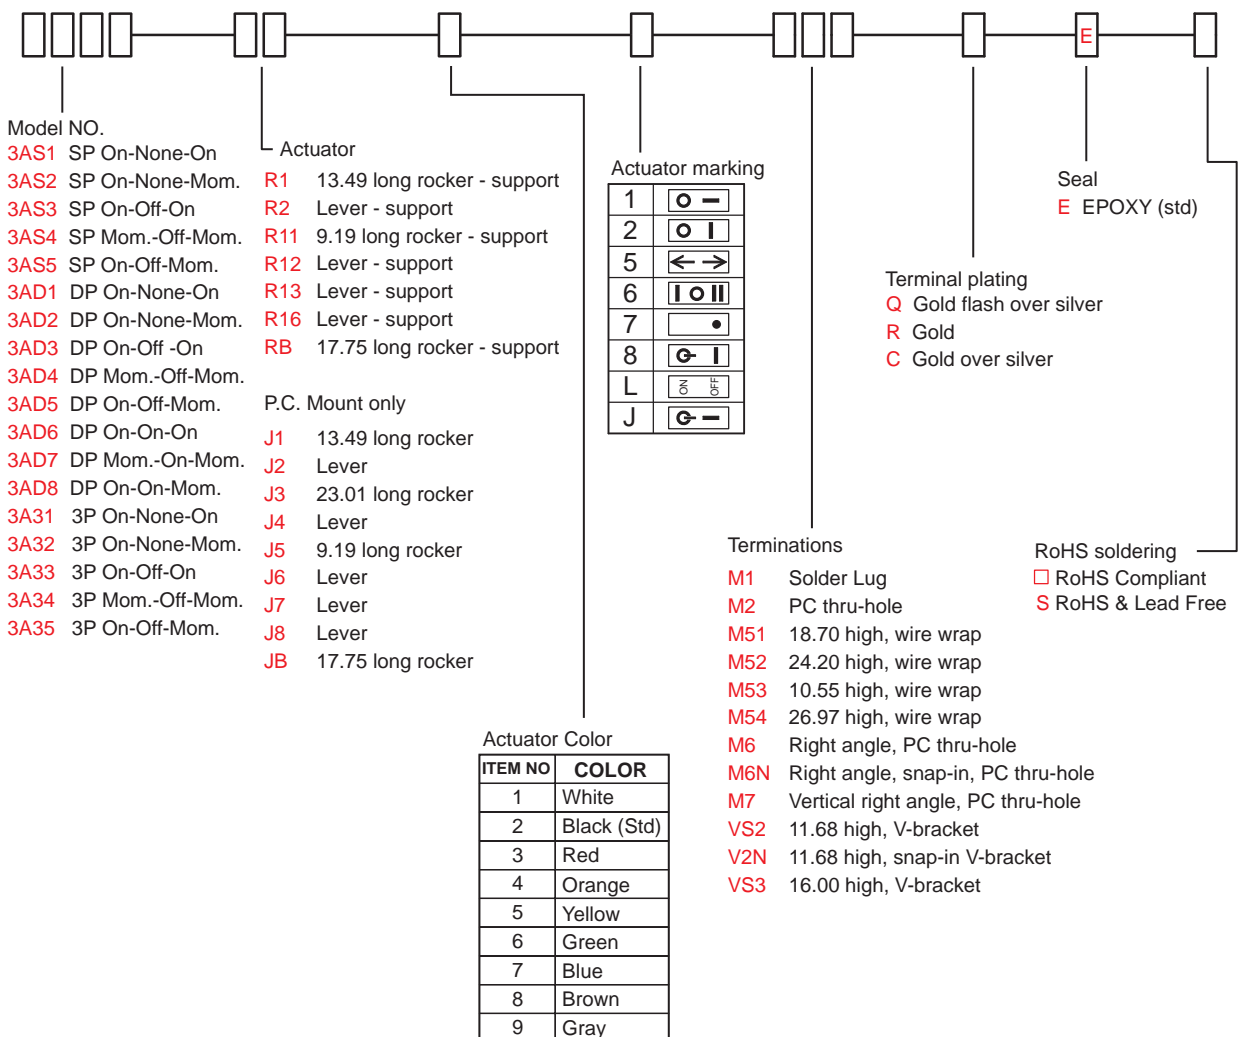 E
Model NO.
3AS1 SP On-None-On
3AS2 SP On-None-Mom.
3AS3 SP On-Off-On
3AS4 SP Mom.-Off-Mom.
3AS5 SP On-Off-Mom.
3AD1 DP On-None-On
3AD2 DP On-None-Mom.
3AD3 DP On-Off -On
3AD4 DP Mom.-Off-Mom.
3AD5 DP On-Off-Mom.
3AD6 DP On-On-On
3AD7 DP Mom.-On-Mom.
3AD8 DP On-On-Mom.
3A31 3P On-None-On
3A32 3P On-None-Mom.
3A33 3P On-Off-On
3A34 3P Mom.-Off-Mom.
3A35 3P On-Off-Mom.
Actuator
R1 13.49 long rocker - support
R2 Lever - support
R11 9.19 long rocker - support
R12 Lever - support
R13 Lever - support
R16 Lever - support
RB 17.75 long rocker - support
P.C. Mount only
J1 13.49 long rocker
J2 Lever
J3 23.01 long rocker
J4 Lever
J5 9.19 long rocker
J6 Lever
J7 Lever
J8 Lever
JB 17.75 long rocker
Actuator Color
ITEM NO COLOR
1 White
2 Black (Std)
3 Red
4 Orange
5 Yellow
6 Green
7 Blue
8 Brown
9 Gray
Actuator marking
1
2
5
6
7
8
L ON OFF
J
Terminations
M1 Solder Lug
M2 PC thru-hole
M51 18.70 high, wire wrap
M52 24.20 high, wire wrap
M53 10.55 high, wire wrap
M54 26.97 high, wire wrap
M6 Right angle, PC thru-hole
M6N Right angle, snap-in, PC thru-hole
M7 Vertical right angle, PC thru-hole
VS2 11.68 high, V-bracket
V2N 11.68 high, snap-in V-bracket
VS3 16.00 high, V-bracket
Terminal plating
Q Gold flash over silver
R Gold
C Gold over silver
Seal
E EPOXY (std)
RoHS soldering
□ RoHS Compliant
S RoHS & Lead Free